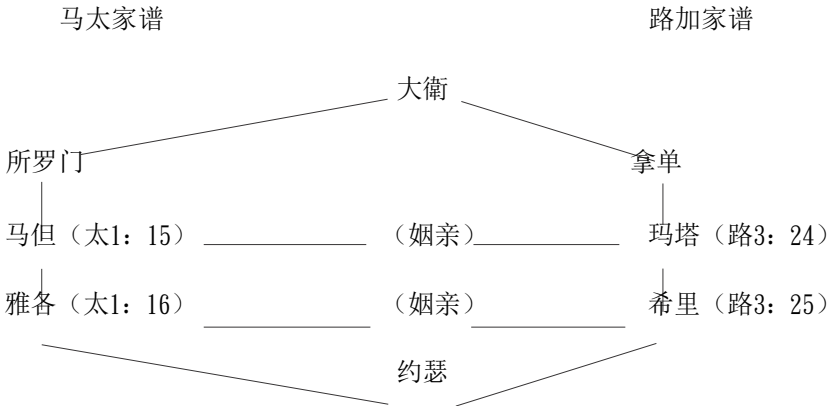 马太家谱 路加家谱
大衛
所罗门 拿单
马但（太1：15） （姻亲） 玛塔（路3：24）
雅各（太1：16） （姻亲） 希里（路3：25）
约瑟